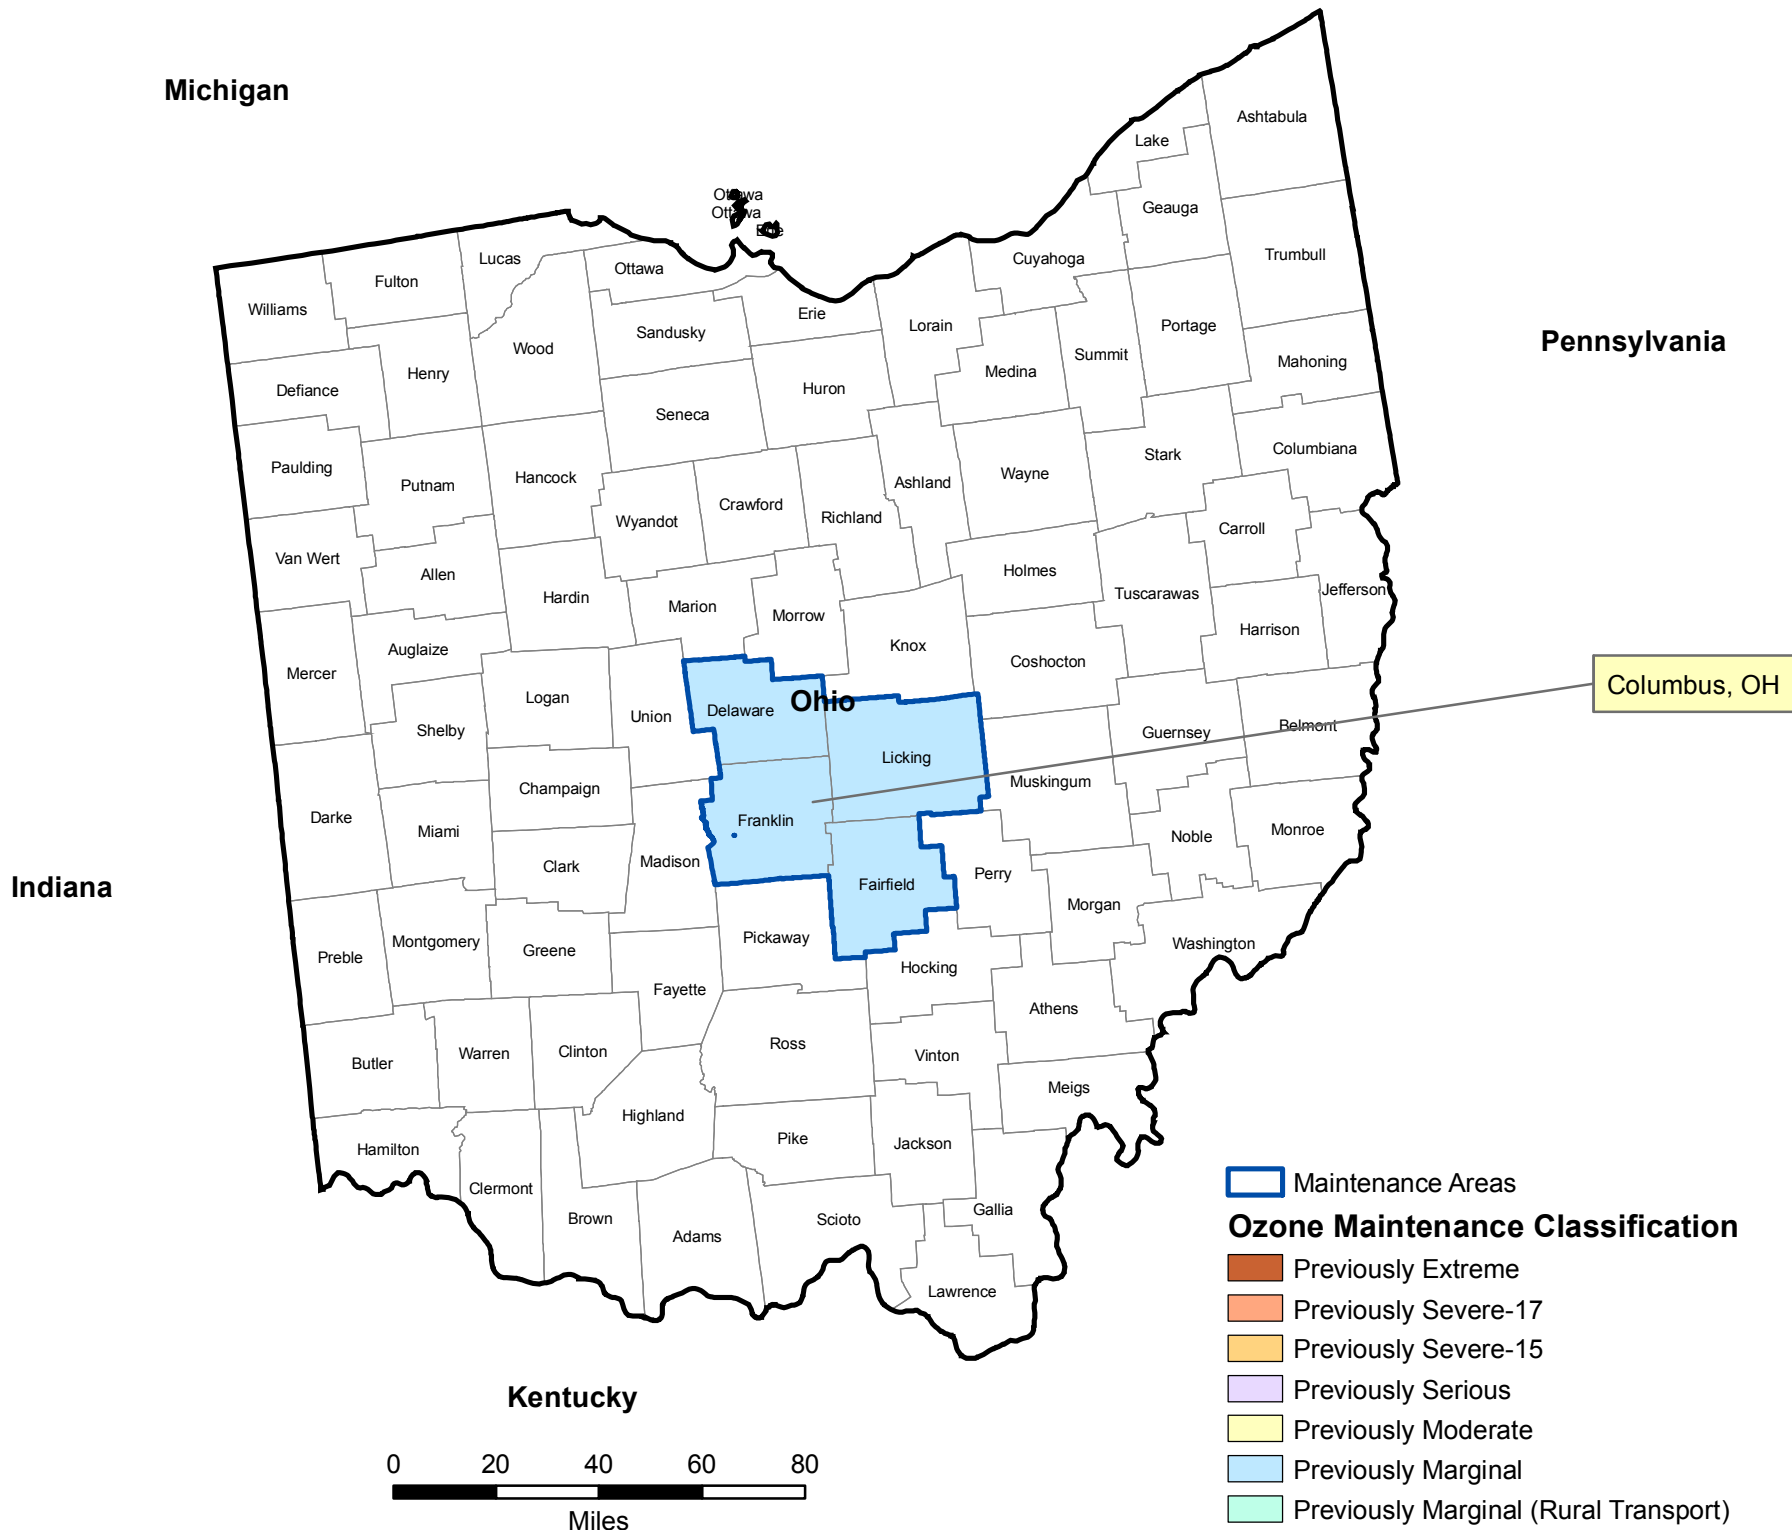 Michigan
Ashtabula
Lake
Ottawa
Geauga
Ottawa
Erie
Trumbull
Lucas
Cuyahoga
Ottawa
Fulton
Williams
Erie
Lorain
Portage
Sandusky
Pennsylvania
Wood
Summit
Mahoning
Henry
Medina
Defiance
Huron
Seneca
Columbiana
Stark
Paulding
Wayne
Hancock
Ashland
Putnam
Crawford
Richland
Wyandot
Carroll
Van Wert
Holmes
Allen
Jefferson
Tuscarawas
Hardin
Marion
Morrow
Harrison
Knox
Auglaize
Coshocton
Mercer
Columbus, OH
Logan
Ohio
Delaware
Union
Belmont
Shelby
Guernsey
Licking
Muskingum
Champaign
Darke
Franklin
Miami
Monroe
Noble
Madison
Clark
Perry
Fairfield
Indiana
Morgan
Pickaway
Montgomery
Washington
Greene
Preble
Hocking
Fayette
Athens
Ross
Clinton
Warren
Vinton
Butler
Meigs
Highland
Pike
Jackson
Hamilton
Maintenance Areas
Clermont
Gallia
Brown
Scioto
Ozone Maintenance Classification
Adams
Previously Extreme
Lawrence
Previously Severe-17
Previously Severe-15
Previously Serious
Kentucky
Previously Moderate
0 20 40 60 80
Previously Marginal
Miles
Previously Marginal (Rural Transport)